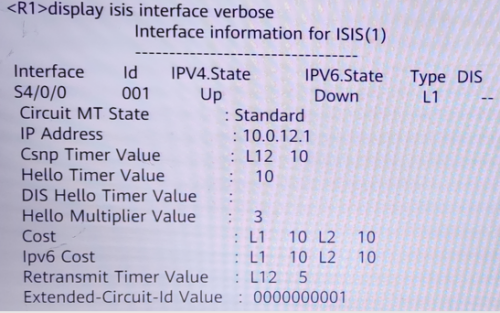 <R1>display isis interface verbose
Interface information for ISIS(1)
---------------------------------
Interface Id IPV4.State IPV6.State Type DIS
S4/0/0 001 Up Down L1 --
Circuit MT State : Standard
IP Address : 10.0.12.1
Csnp Timer Value : L12 10
Hello Timer Value : 10
DIS Hello Timer Value :
Hello Multiplier Value : 3
Cost : L1 10 L2 10
Ipv6 Cost : L1 10 L2 10
Retransmit Timer Value : L12 5
Extended-Circuit-Id Value : 0000000001